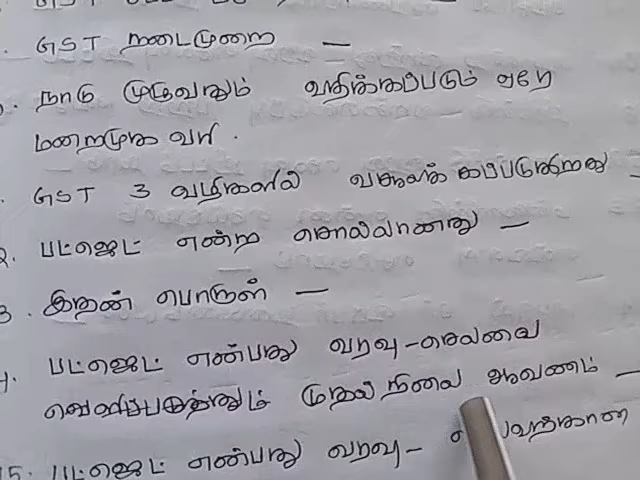 GST நடைமுறை —
நாடு முழுவதும் விதிக்கப்படும் ஒரே
மறைமுக வரி.
GST 3 வழிகளில் வசூலிக்கப்படுகிறது —
2. பட்ஜெட் என்ற சொல்லானது —
3. இதன் பொருள் —
4. பட்ஜெட் என்பது வரவு - செலவை
வெளிப்படுத்தும் முதல் நிலை ஆவணம் —
15. பட்ஜெட் என்பது வரவு -